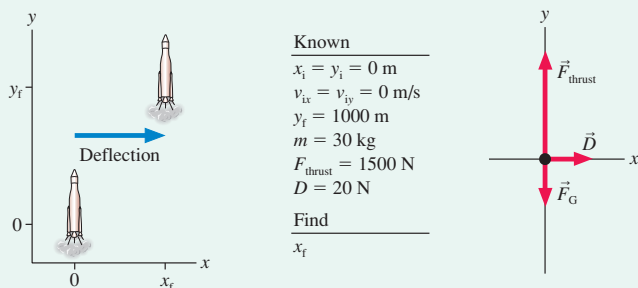 y
y_f
Deflection
0
x
0
x_f
Known
x_i = y_i = 0 m
v_ix = v_iy = 0 m/s
y_f = 1000 m
m = 30 kg
F_thrust = 1500 N
D = 20 N
Find
x_f
y
F⃗_thrust
D⃗
x
F⃗_G